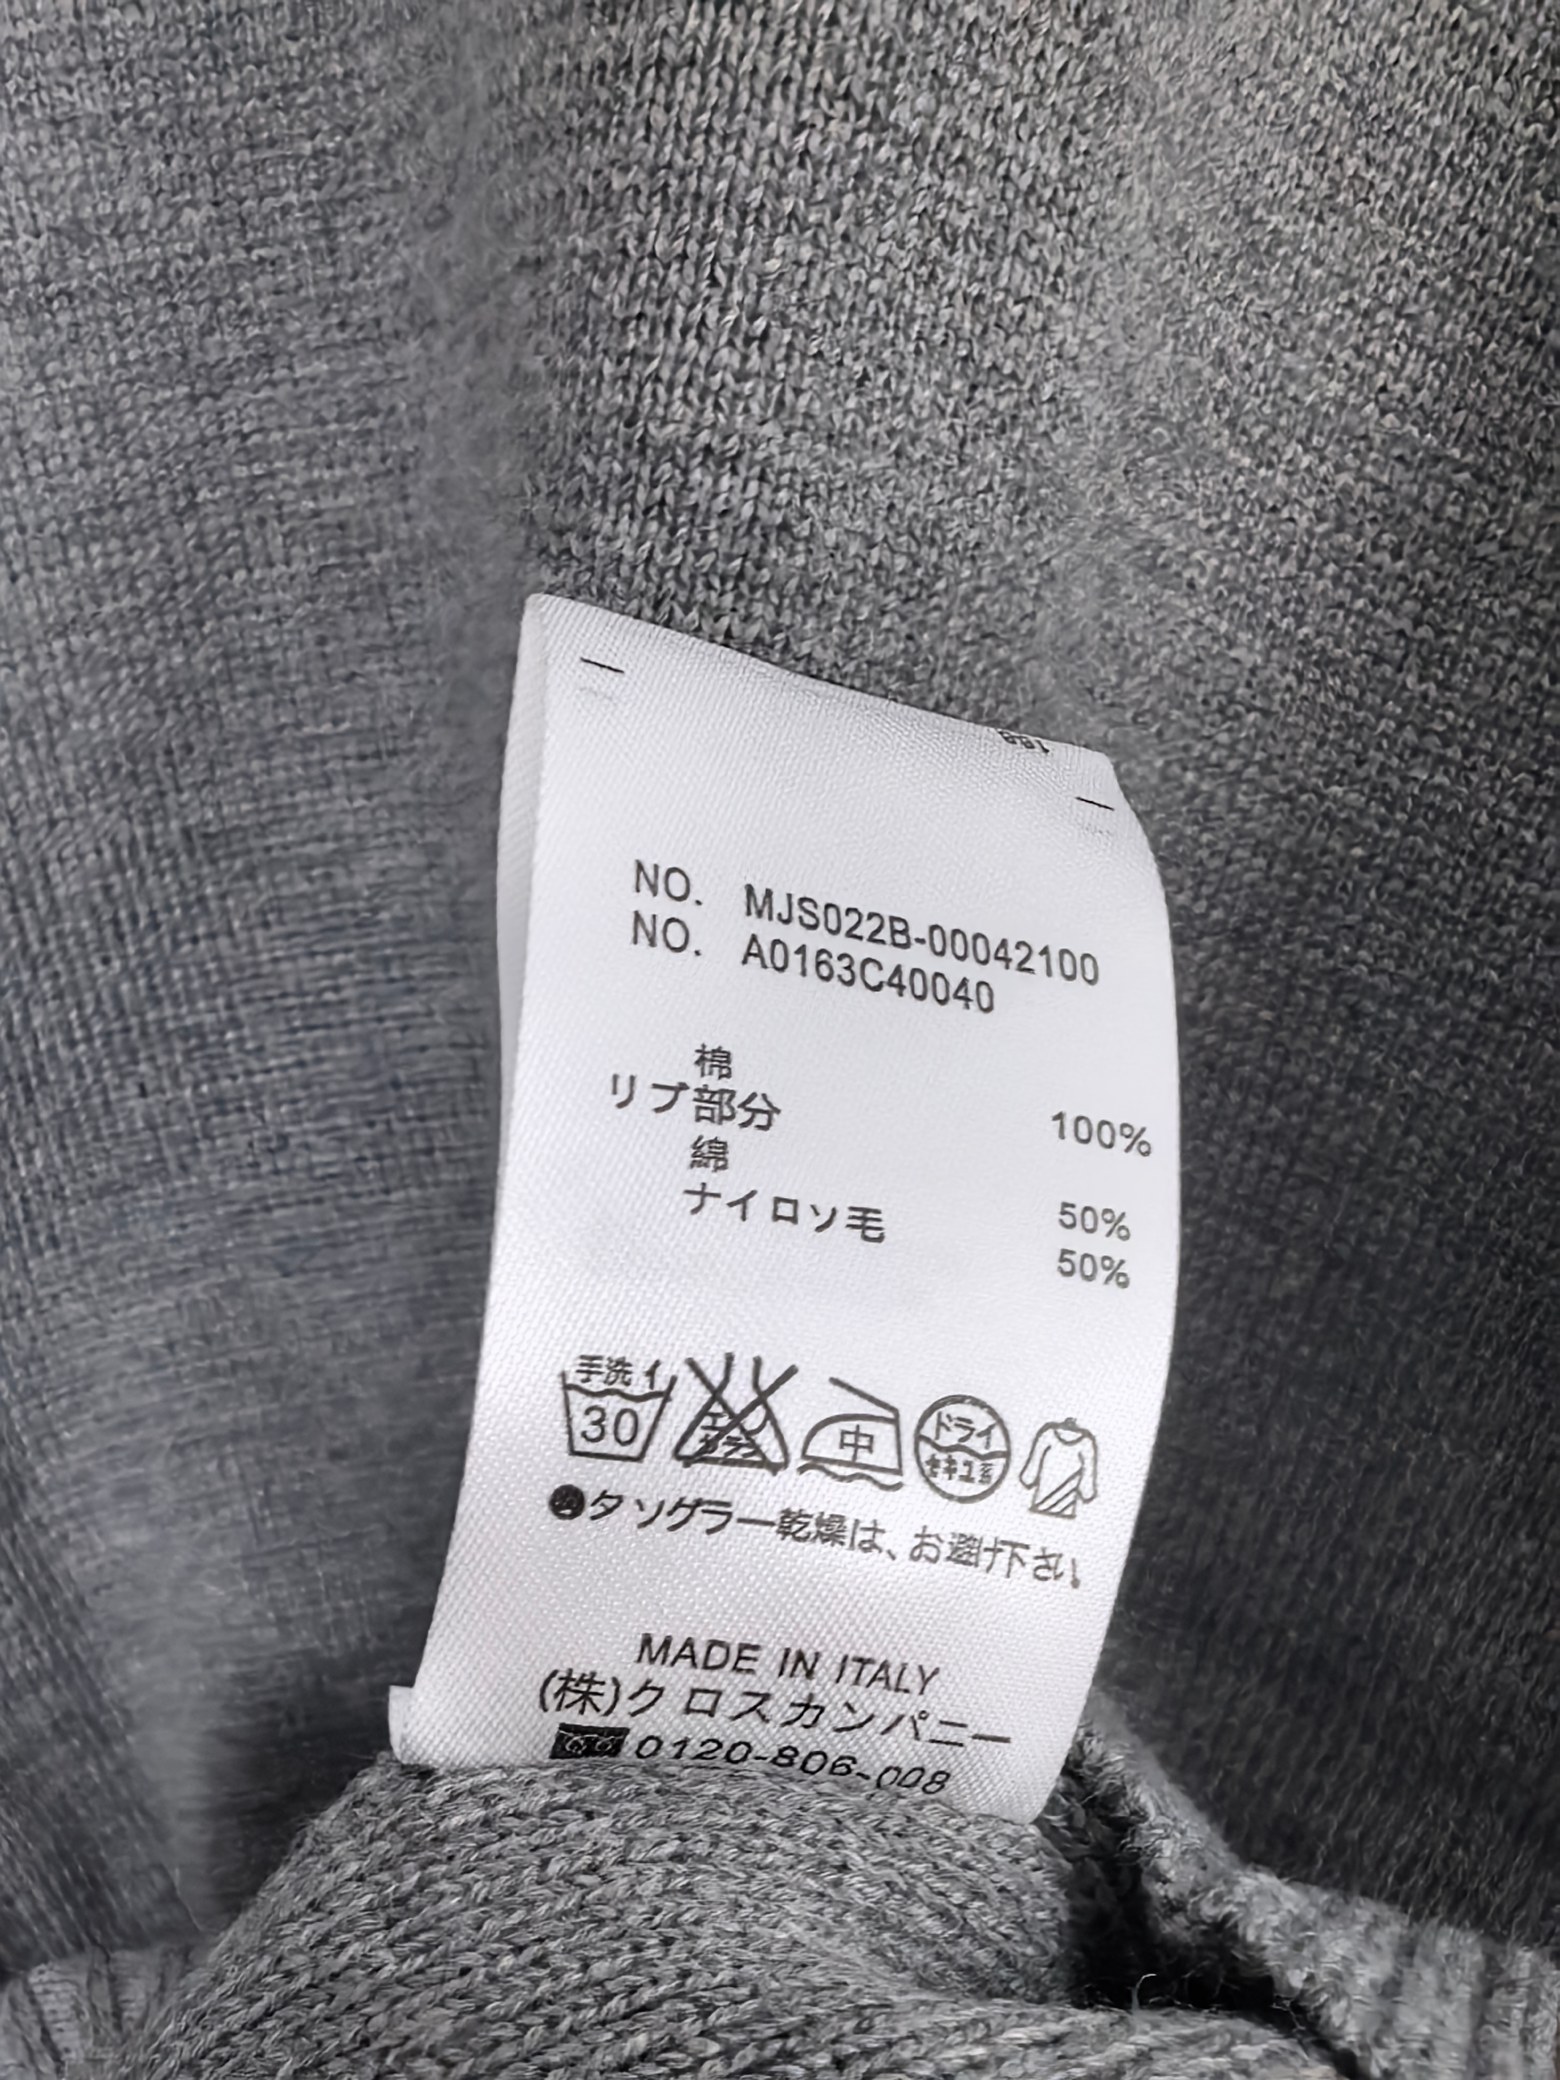 NO. MJS022B-00042100
NO. A0163C40040
棉
リブ部分 100%
綿 50%
ナイロソ毛 50%
手洗イ
30
中
ドライ
●タソグラー乾燥は、お避け下さい
MADE IN ITALY
(株)クロスカンパニー
0120-806-008